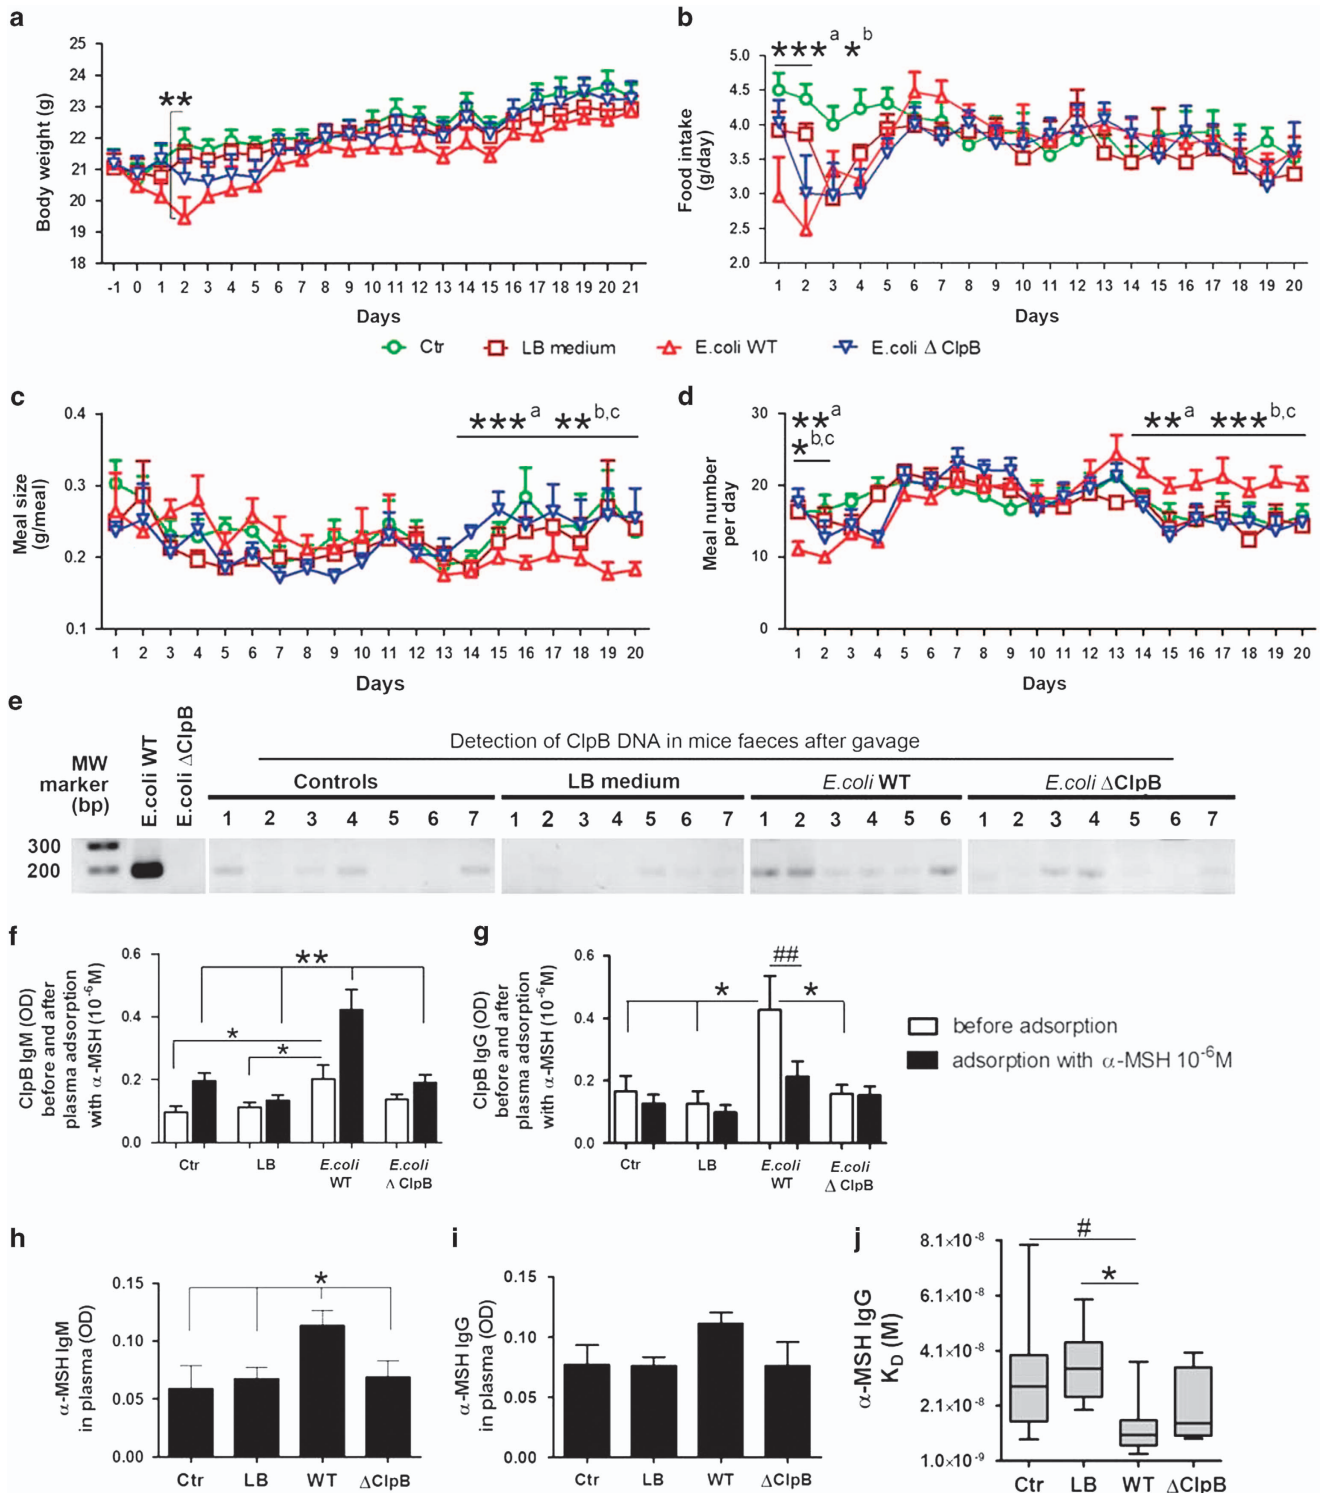 a
25
24
23
22
21
20
19
18
**
Body weight (g)
-1 0 1 2 3 4 5 6 7 8 9 10 11 12 13 14 15 16 17 18 19 20 21
Days
b
5.0
4.5
4.0
3.5
3.0
2.5
2.0
***a *b
Food intake
(g/day)
1 2 3 4 5 6 7 8 9 10 11 12 13 14 15 16 17 18 19 20
Days
Ctr LB medium E.coli WT E.coli Δ ClpB
c
0.4
0.3
0.2
0.1
***a **b,c
Meal size
(g/meal)
1 2 3 4 5 6 7 8 9 10 11 12 13 14 15 16 17 18 19 20
Days
d
30
20
10
0
**a
*b,c
**a ***b,c
Meal number
per day
1 2 3 4 5 6 7 8 9 10 11 12 13 14 15 16 17 18 19 20
Days
e
MW
marker
(bp)
E.coli WT
E.coli ΔClpB
Detection of ClpB DNA in mice faeces after gavage
Controls LB medium E.coli WT E.coli ΔClpB
1 2 3 4 5 6 7 1 2 3 4 5 6 7 1 2 3 4 5 6 1 2 3 4 5 6 7
300
200
f
0.6
0.4
0.2
0.0
**
*
*
ClpB IgM (OD)
before and after
plasma adsorption
with α-MSH (10-6M)
Ctr LB E.coli E.coli
WT Δ ClpB
g
0.6
0.4
0.2
0.0
##
* *
ClpB IgG (OD)
before and after
plasma adsorption
with α-MSH (10-6M)
Ctr LB E.coli E.coli
WT Δ ClpB
before adsorption
adsorption with α-MSH 10-6M
h
0.15
0.10
0.05
0.00
*
α-MSH IgM
in plasma (OD)
Ctr LB WT ΔClpB
i
0.15
0.10
0.05
0.00
α-MSH IgG
in plasma (OD)
Ctr LB WT ΔClpB
j
8.1×10-8
6.1×10-8
4.1×10-8
2.1×10-8
1.0×10-9
#
*
α-MSH IgG
KD (M)
Ctr LB WT ΔClpB